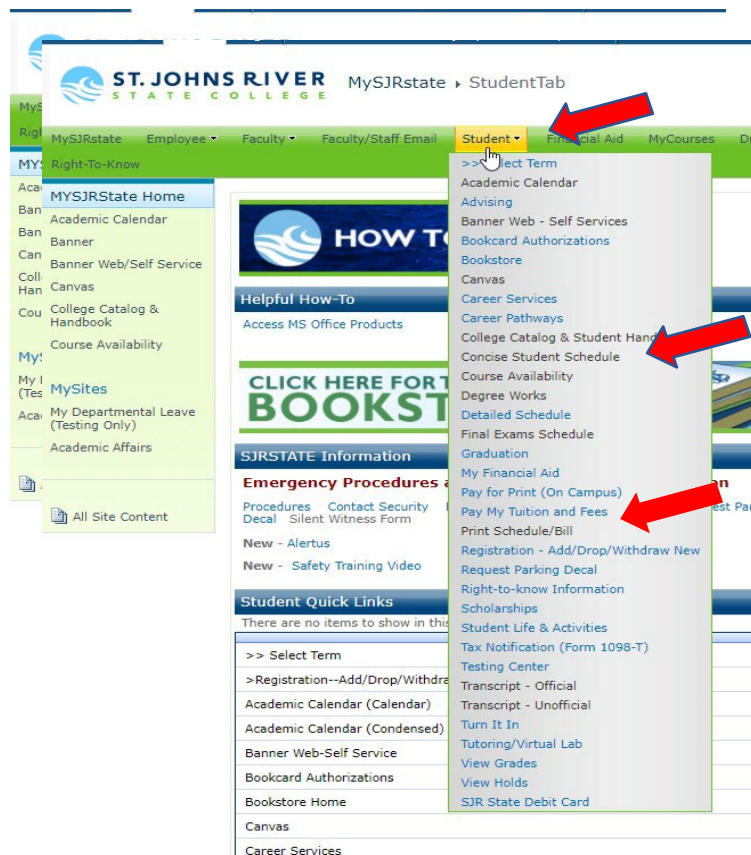 ST. JOHNS RIVER
STATE COLLEGE
MySJRstate ▸ StudentTab
MySJRstate Employee Faculty Faculty/Staff Email Student Financial Aid MyCourses
Right-To-Know
MYSJRState Home
Academic Calendar
Banner
Banner Web/Self Service
Canvas
College Catalog &
Handbook
Course Availability
MySites
My Departmental Leave
(Testing Only)
Academic Affairs
All Site Content
>> Select Term
Academic Calendar
Advising
Banner Web - Self Services
Bookcard Authorizations
Bookstore
Canvas
Career Services
Career Pathways
College Catalog & Student Hand
Concise Student Schedule
Course Availability
Degree Works
Detailed Schedule
Final Exams Schedule
Graduation
My Financial Aid
Pay for Print (On Campus)
Pay My Tuition and Fees
Print Schedule/Bill
Registration - Add/Drop/Withdraw New
Request Parking Decal
Right-to-know Information
Scholarships
Student Life & Activities
Tax Notification (Form 1098-T)
Testing Center
Transcript - Official
Transcript - Unofficial
Turn It In
Tutoring/Virtual Lab
View Grades
View Holds
SJR State Debit Card
HOW
Helpful How-To
Access MS Office Products
CLICK HERE FOR
BOOKST
SJRSTATE Information
Emergency Procedures
Procedures Contact Security
Decal Silent Witness Form
New - Alertus
New - Safety Training Video
Student Quick Links
There are no items to show in this
>> Select Term
>Registration--Add/Drop/Withdra
Academic Calendar (Calendar)
Academic Calendar (Condensed)
Banner Web-Self Service
Bookcard Authorizations
Bookstore Home
Canvas
Career Services